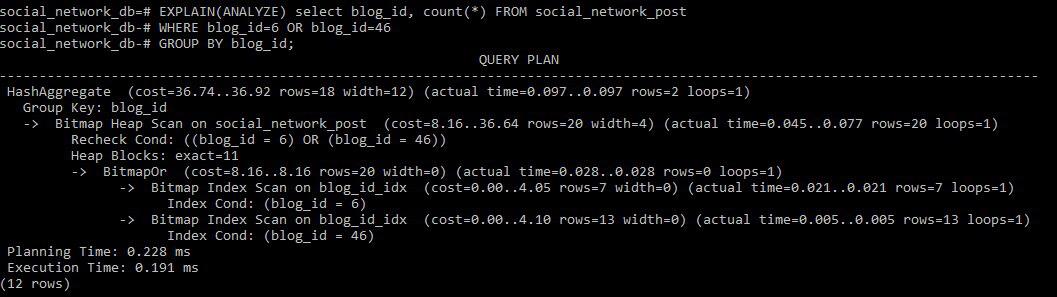 social_network_db=# EXPLAIN(ANALYZE) select blog_id, count(*) FROM social_network_post
social_network_db-# WHERE blog_id=6 OR blog_id=46
social_network_db-# GROUP BY blog_id;
QUERY PLAN
-----------------------------------------------------------------------------------------------------------------------------------
HashAggregate  (cost=36.74..36.92 rows=18 width=12) (actual time=0.097..0.097 rows=2 loops=1)
  Group Key: blog_id
  ->  Bitmap Heap Scan on social_network_post  (cost=8.16..36.64 rows=20 width=4) (actual time=0.045..0.077 rows=20 loops=1)
        Recheck Cond: ((blog_id = 6) OR (blog_id = 46))
        Heap Blocks: exact=11
        ->  BitmapOr  (cost=8.16..8.16 rows=20 width=0) (actual time=0.028..0.028 rows=0 loops=1)
              ->  Bitmap Index Scan on blog_id_idx  (cost=0.00..4.05 rows=7 width=0) (actual time=0.021..0.021 rows=7 loops=1)
                    Index Cond: (blog_id = 6)
              ->  Bitmap Index Scan on blog_id_idx  (cost=0.00..4.10 rows=13 width=0) (actual time=0.005..0.005 rows=13 loops=1)
                    Index Cond: (blog_id = 46)
Planning Time: 0.228 ms
Execution Time: 0.191 ms
(12 rows)